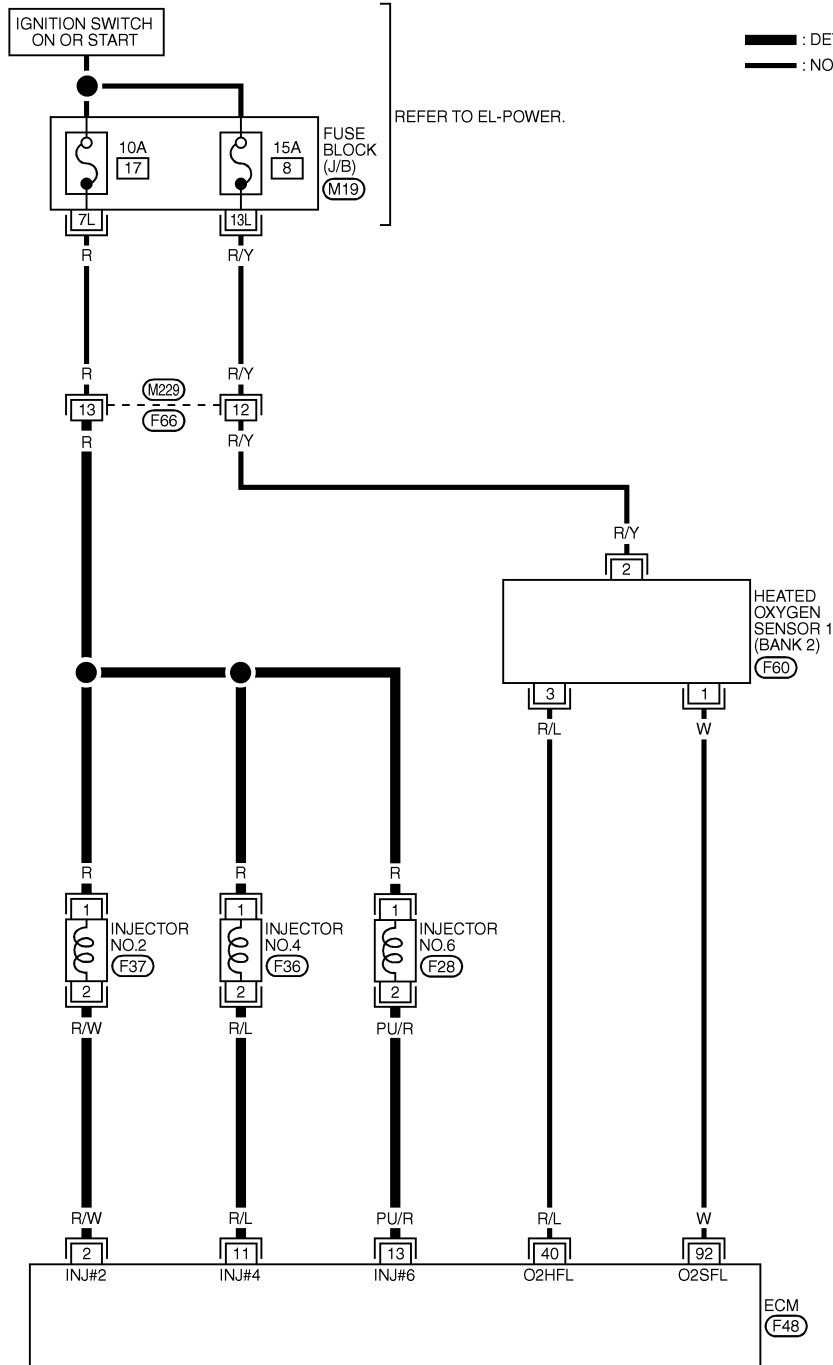 IGNITION SWITCH
ON OR START
: DE
: NO
REFER TO EL-POWER.
10A
17
15A
8
FUSE
BLOCK
(J/B)
M19
7L
13L
R
R/Y
R
R/Y
M229
13
12
F66
R
R/Y
R/Y
2
HEATED
OXYGEN
SENSOR 1
(BANK 2)
F60
3
1
R/L
W
R
R
R
1
1
1
INJECTOR
NO.2
F37
INJECTOR
NO.4
F36
INJECTOR
NO.6
F28
2
2
2
R/W
R/L
PU/R
R/W
R/L
PU/R
R/L
W
2
11
13
40
92
INJ#2
INJ#4
INJ#6
O2HFL
O2SFL
ECM
F48